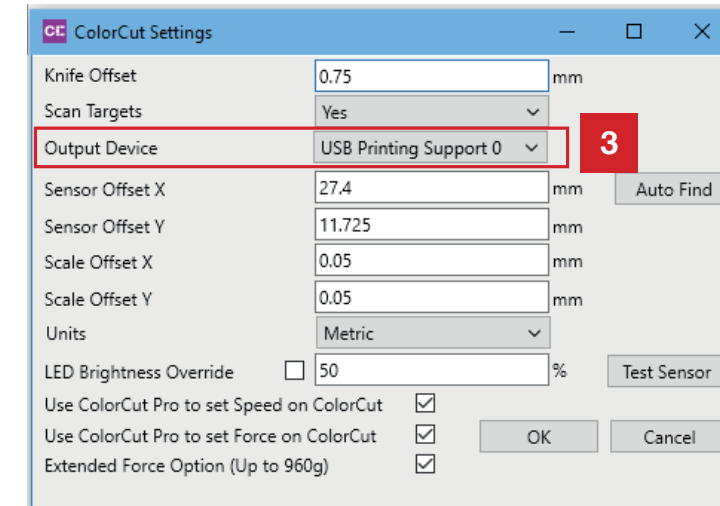 CC ColorCut Settings
Knife Offset 0.75 mm
Scan Targets Yes
Output Device USB Printing Support 0 3
Sensor Offset X 27.4 mm Auto Find
Sensor Offset Y 11.725 mm
Scale Offset X 0.05 mm
Scale Offset Y 0.05 mm
Units Metric
LED Brightness Override 50 % Test Sensor
Use ColorCut Pro to set Speed on ColorCut
Use ColorCut Pro to set Force on ColorCut OK Cancel
Extended Force Option (Up to 960g)